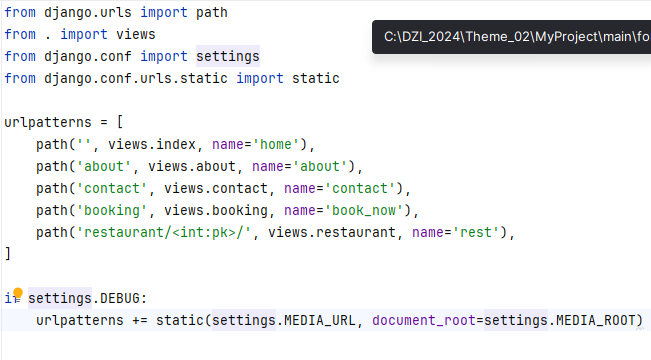 from django.urls import path
from . import views
C:\DZI_2024\Theme_02\MyProject\main\fo
from django.conf import settings
from django.conf.urls.static import static
urlpatterns = [
    path('', views.index, name='home'),
    path('about', views.about, name='about'),
    path('contact', views.contact, name='contact'),
    path('booking', views.booking, name='book_now'),
    path('restaurant/<int:pk>/', views.restaurant, name='rest'),
]
if settings.DEBUG:
    urlpatterns += static(settings.MEDIA_URL, document_root=settings.MEDIA_ROOT)